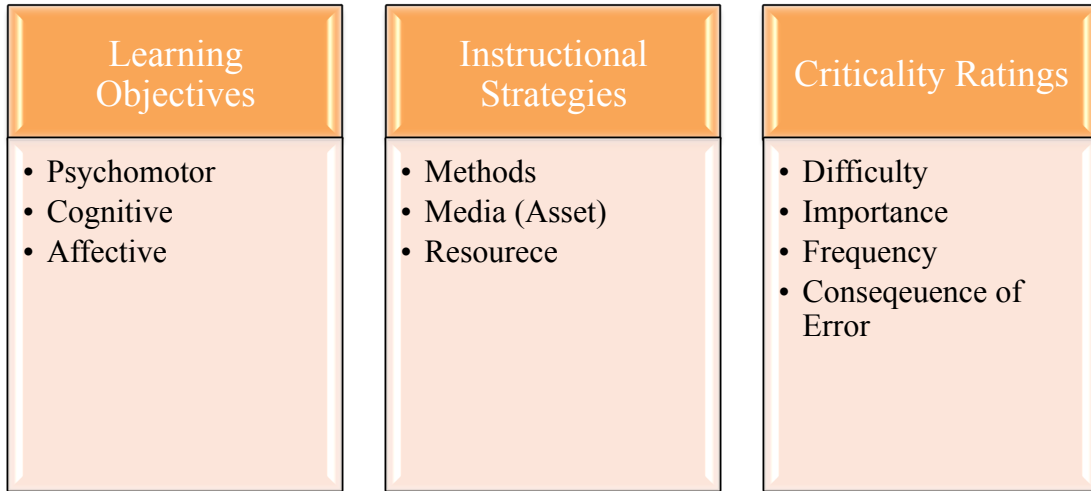 Learning
Objectives
• Psychomotor
• Cognitive
• Affective
Instructional
Strategies
• Methods
• Media (Asset)
• Resourece
Criticality Ratings
• Difficulty
• Importance
• Frequency
• Conseqeuence of
Error